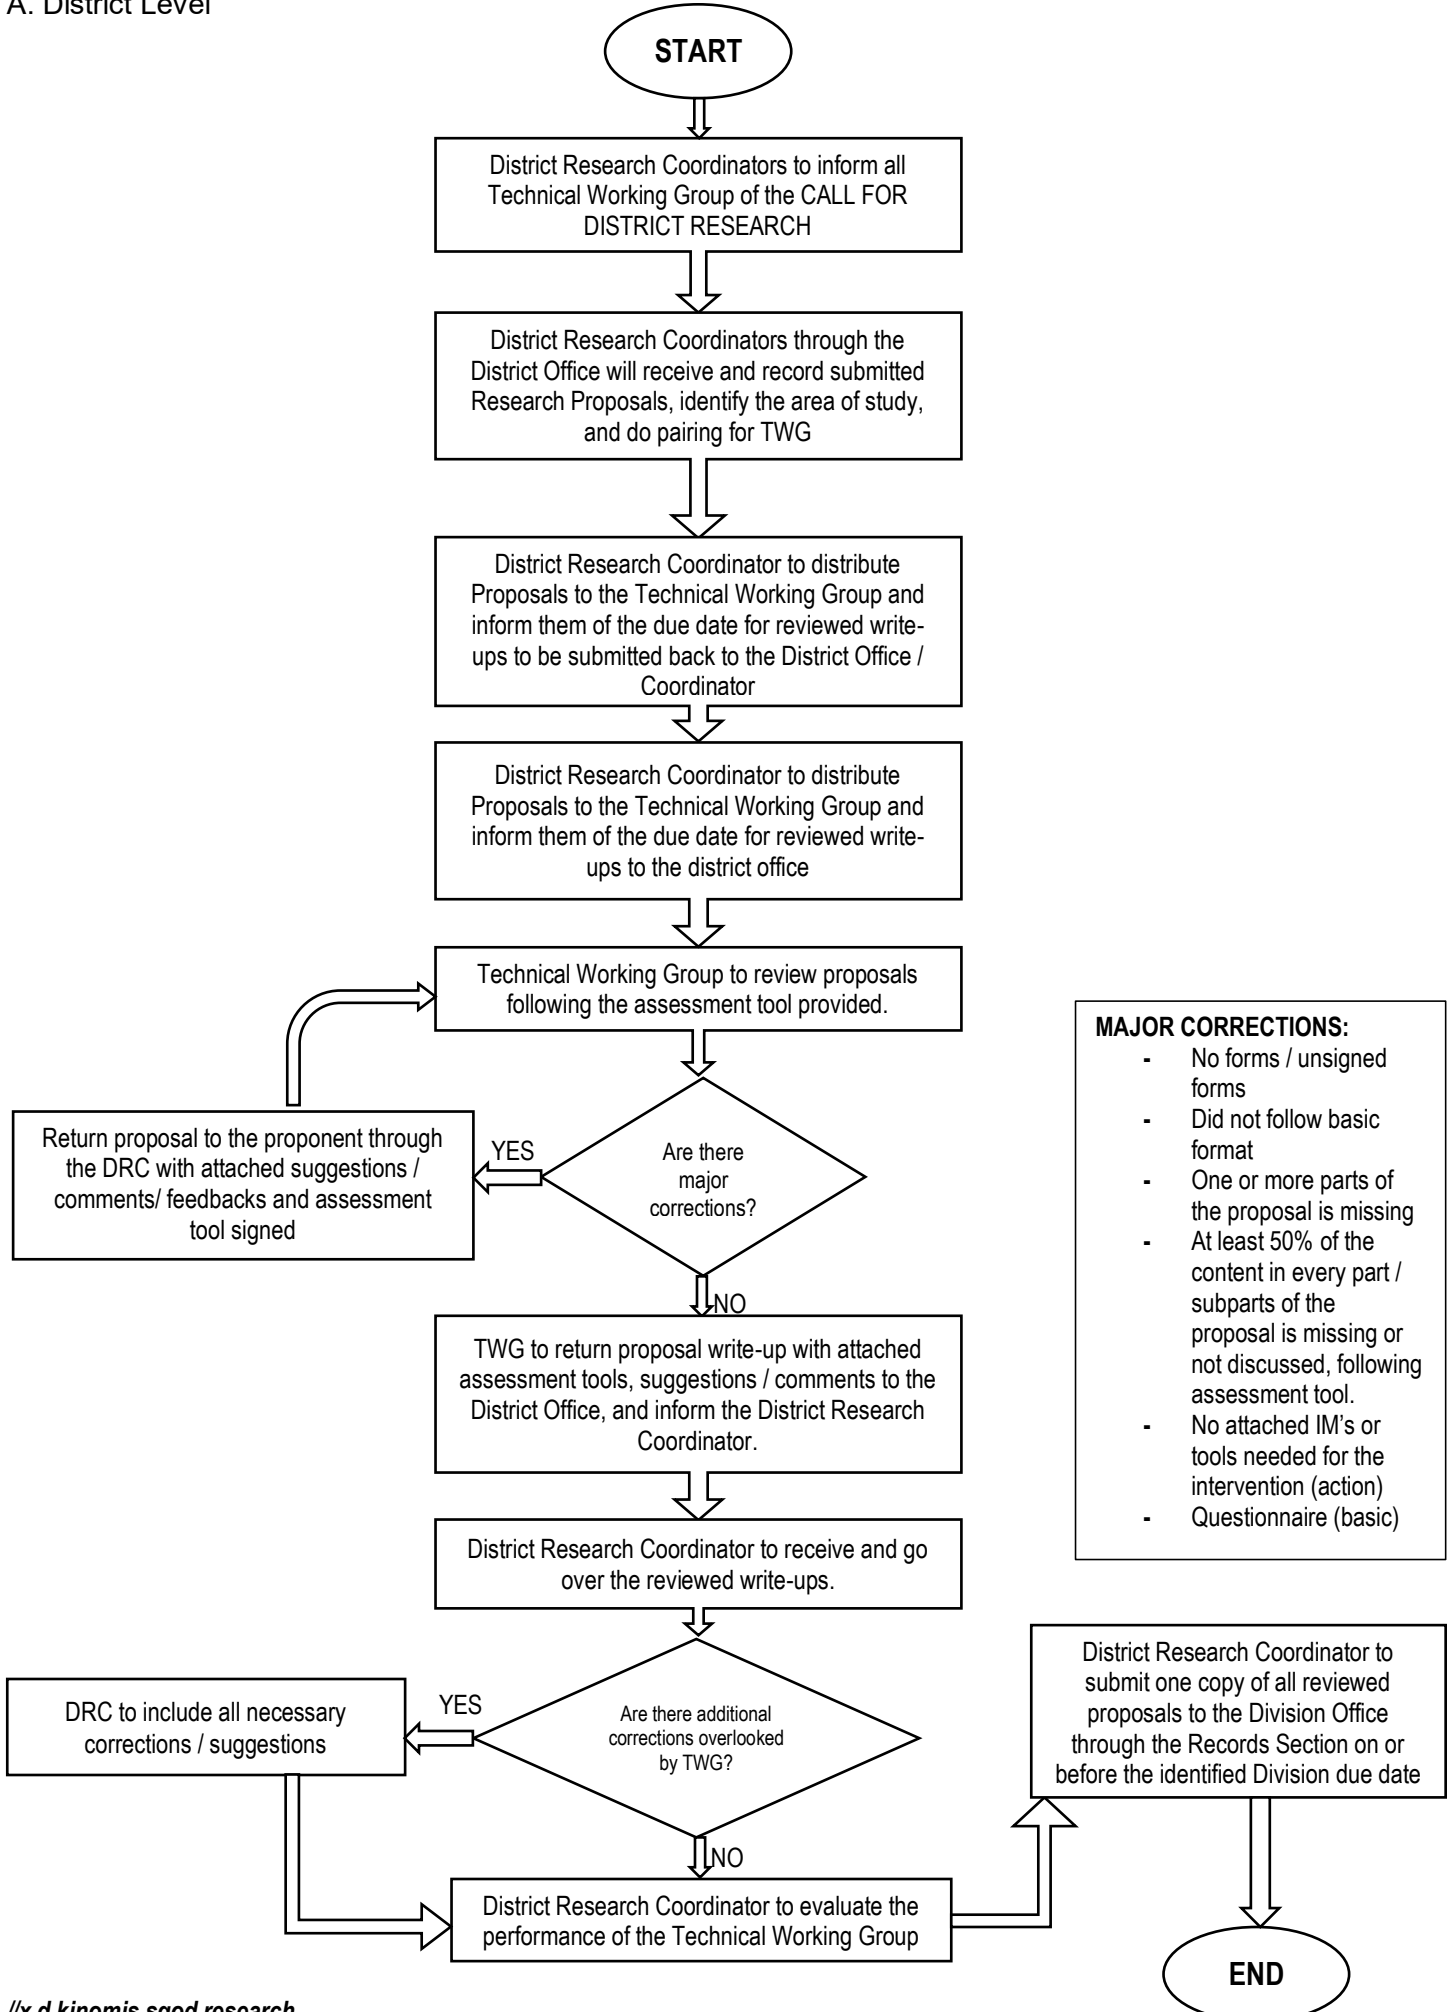 A. District Level
START
District Research Coordinators to inform all
Technical Working Group of the CALL FOR
DISTRICT RESEARCH
District Research Coordinators through the
District Office will receive and record submitted
Research Proposals, identify the area of study,
and do pairing for TWG
District Research Coordinator to distribute
Proposals to the Technical Working Group and
inform them of the due date for reviewed write-
ups to be submitted back to the District Office /
Coordinator
District Research Coordinator to distribute
Proposals to the Technical Working Group and
inform them of the due date for reviewed write-
ups to the district office
Technical Working Group to review proposals
following the assessment tool provided.
Are there
major
corrections?
YES
Return proposal to the proponent through
the DRC with attached suggestions /
comments/ feedbacks and assessment
tool signed
NO
MAJOR CORRECTIONS:
- No forms / unsigned
forms
- Did not follow basic
format
- One or more parts of
the proposal is missing
- At least 50% of the
content in every part /
subparts of the
proposal is missing or
not discussed, following
assessment tool.
- No attached IM's or
tools needed for the
intervention (action)
- Questionnaire (basic)
TWG to return proposal write-up with attached
assessment tools, suggestions / comments to the
District Office, and inform the District Research
Coordinator.
District Research Coordinator to receive and go
over the reviewed write-ups.
Are there additional
corrections overlooked
by TWG?
YES
DRC to include all necessary
corrections / suggestions
NO
District Research Coordinator to evaluate the
performance of the Technical Working Group
District Research Coordinator to
submit one copy of all reviewed
proposals to the Division Office
through the Records Section on or
before the identified Division due date
END
//x.d.kinomis.sgod.research